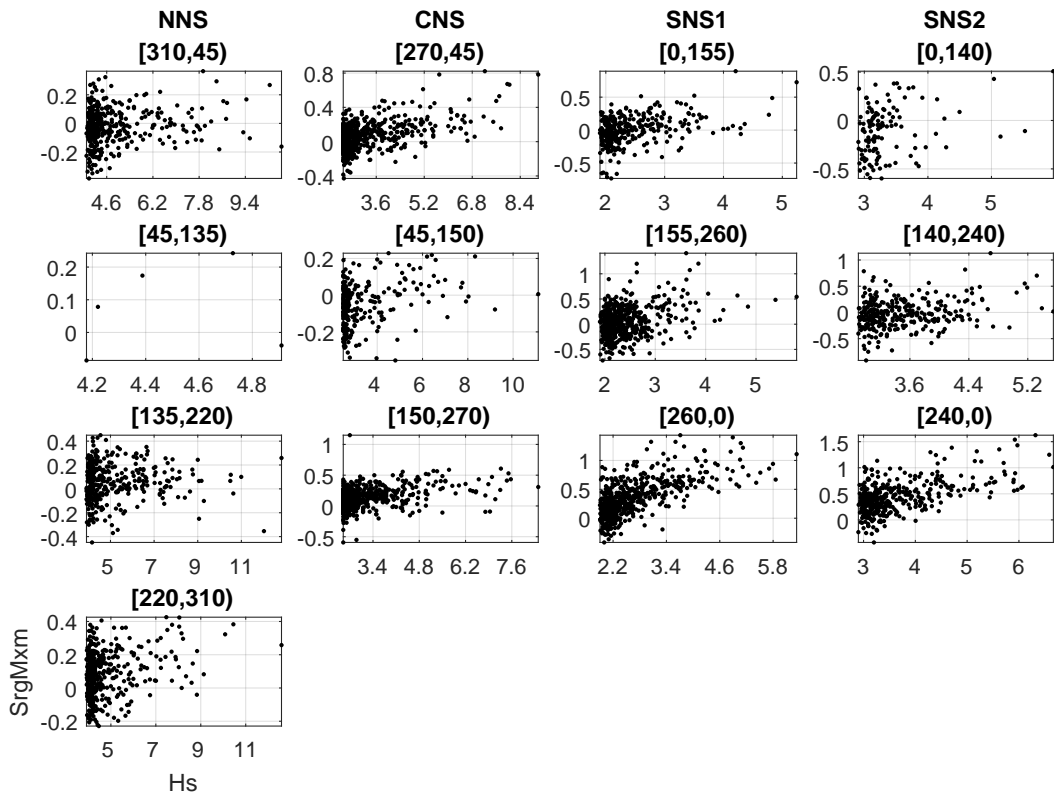 NNS CNS SNS1 SNS2
[310,45) [270,45) [0,155) [0,140)
0.2 0 -0.2
4.6 6.2 7.8 9.4
0.8 0.4 0 -0.4
3.6 5.2 6.8 8.4
0.5 0 -0.5
2 3 4 5
0.5 0 -0.5
3 4 5
[45,135) [45,150) [155,260) [140,240)
0.2 0.1 0
4.2 4.4 4.6 4.8
0.2 0 -0.2
4 6 8 10
1 0.5 0 -0.5
2 3 4 5
1 0.5 0 -0.5
3.6 4.4 5.2
[135,220) [150,270) [260,0) [240,0)
0.4 0.2 0 -0.2 -0.4
5 7 9 11
1 0.5 0 -0.5
3.4 4.8 6.2 7.6
1 0.5 0
2.2 3.4 4.6 5.8
1.5 1 0.5 0
3 4 5 6
[220,310)
0.4 0.2 0 -0.2
5 7 9 11
SrgMxm
Hs